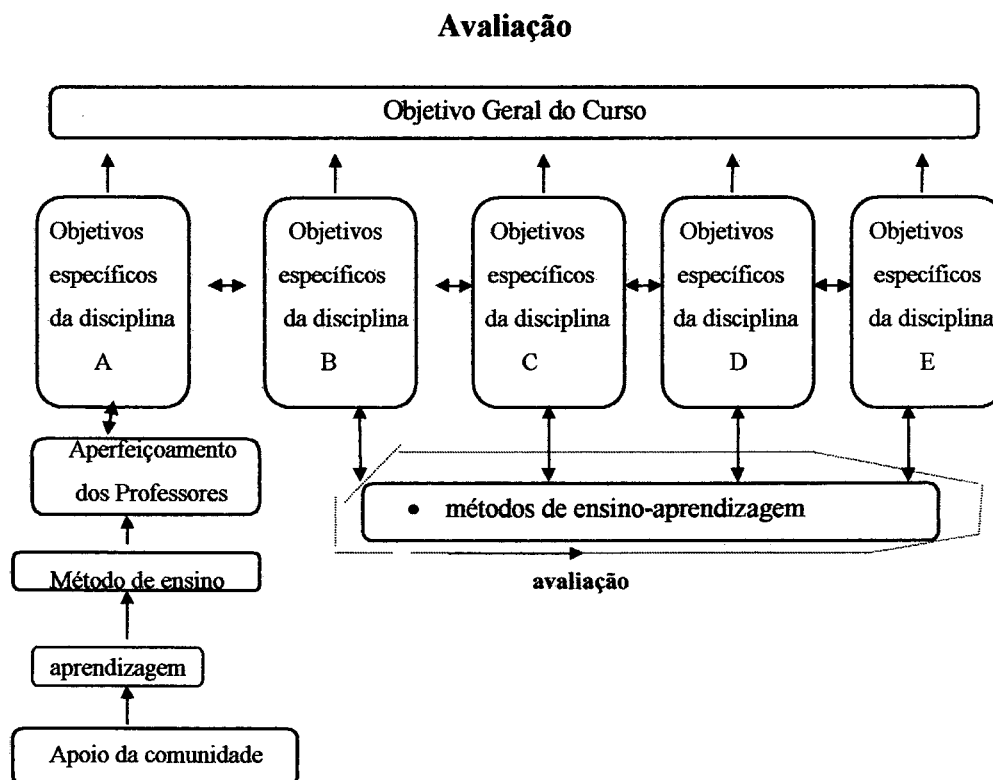 Avaliação
Objetivo Geral do Curso
Objetivos
específicos
da disciplina
A
Objetivos
específicos
da disciplina
B
Objetivos
específicos
da disciplina
C
Objetivos
específicos
da disciplina
D
Objetivos
específicos
da disciplina
E
Aperfeiçoamento
dos Professores
• métodos de ensino-aprendizagem
avaliação
Método de ensino
aprendizagem
Apoio da comunidade